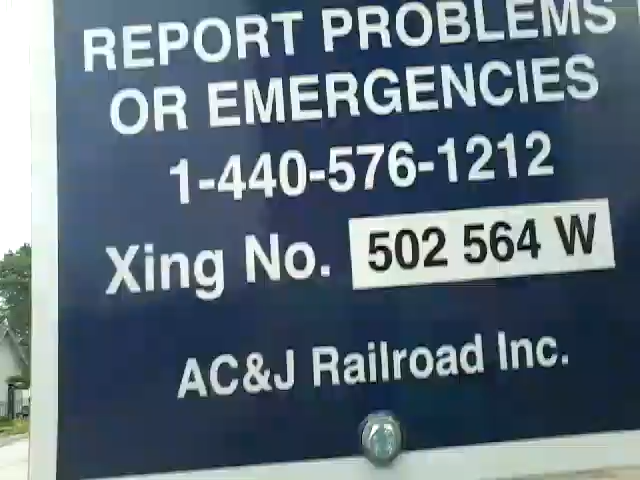 REPORT PROBLEMS
OR EMERGENCIES
1-440-576-1212
Xing No. 502 564 W
AC&J Railroad Inc.